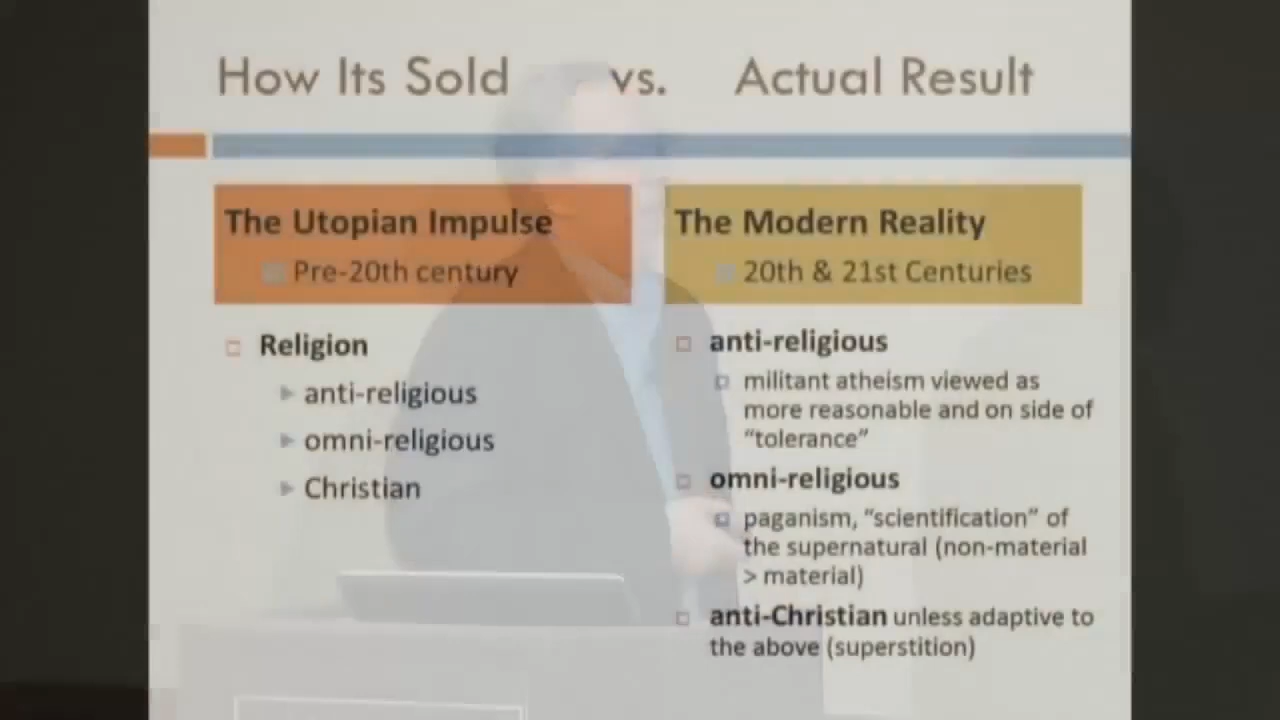 How Its Sold vs. Actual Result
The Utopian Impulse
Pre-20th century
Religion
anti-religious
omni-religious
Christian
The Modern Reality
20th & 21st Centuries
anti-religious
militant atheism viewed as
more reasonable and on side of
“tolerance”
omni-religious
paganism, “scientification” of
the supernatural (non-material
> material)
anti-Christian unless adaptive to
the above (superstition)